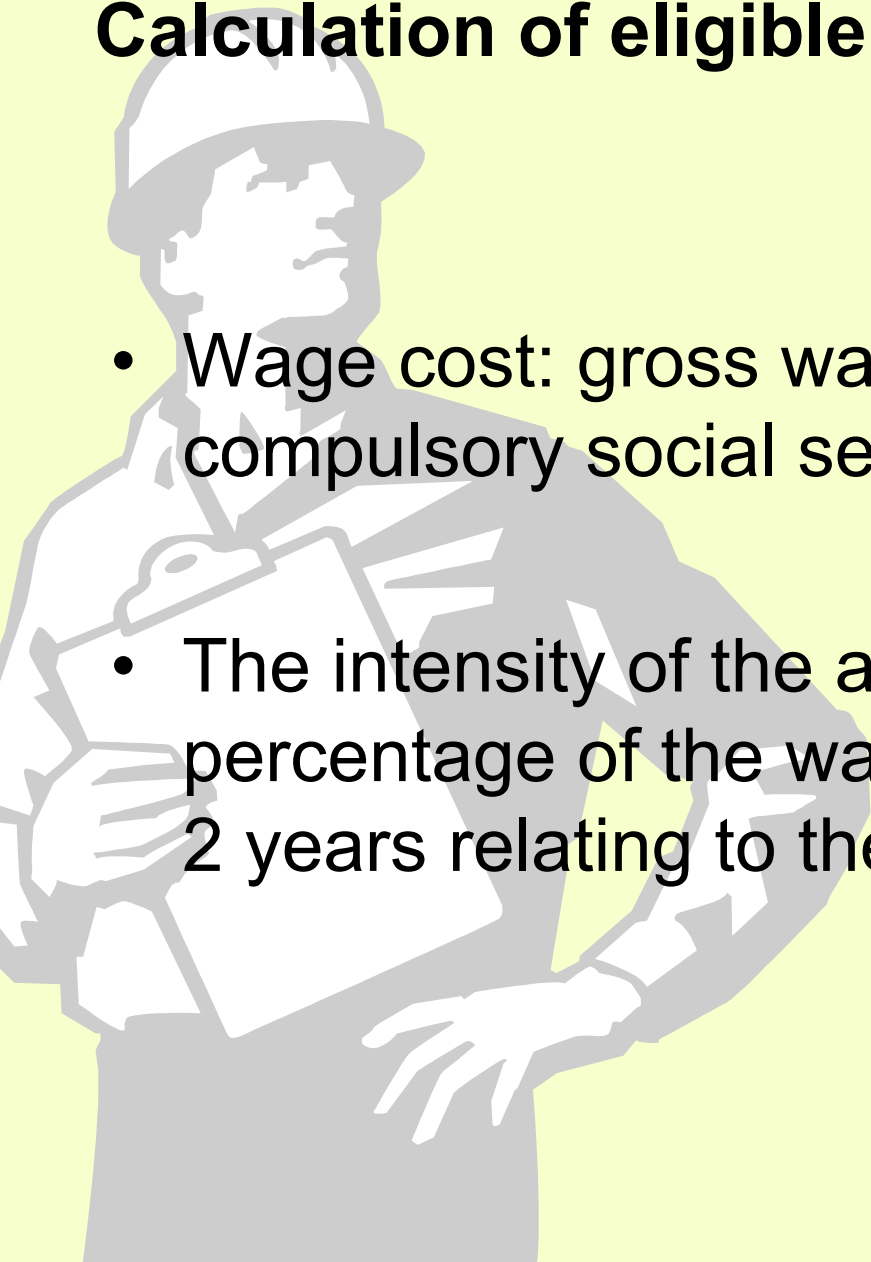 Calculation of eligible
• Wage cost: gross wa
compulsory social se
• The intensity of the a
percentage of the wa
2 years relating to the